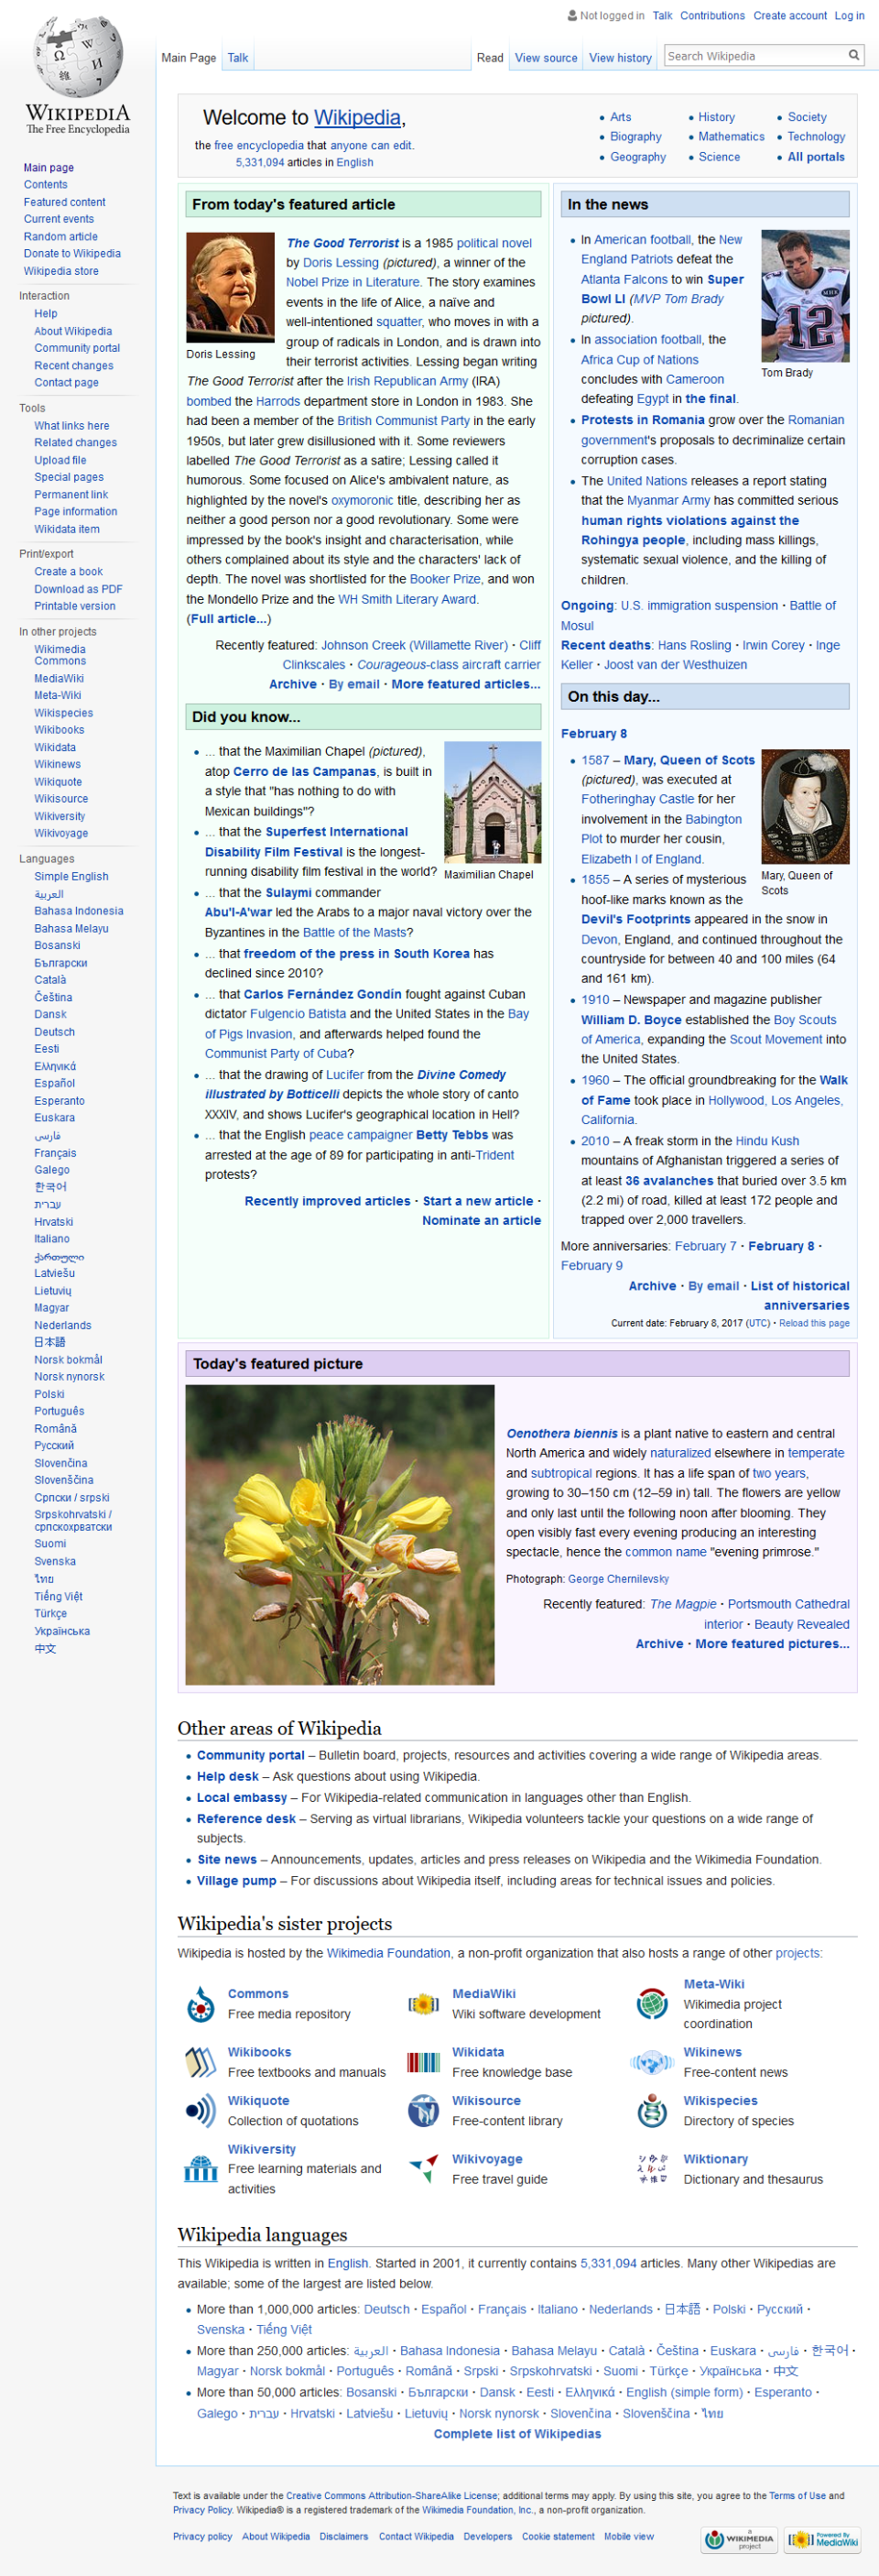 Not logged in Talk Contributions Create account Log in
Main Page Talk Read View source View history Search Wikipedia
WIKIPEDIA
The Free Encyclopedia
Main page
Contents
Featured content
Current events
Random article
Donate to Wikipedia
Wikipedia store
Interaction
Help
About Wikipedia
Community portal
Recent changes
Contact page
Tools
What links here
Related changes
Upload file
Special pages
Permanent link
Page information
Wikidata item
Print/export
Create a book
Download as PDF
Printable version
In other projects
Wikimedia
Commons
MediaWiki
Meta-Wiki
Wikispecies
Wikibooks
Wikidata
Wikinews
Wikiquote
Wikisource
Wikiversity
Wikivoyage
Languages
Simple English
العربية
Bahasa Indonesia
Bahasa Melayu
Bosanski
Български
Català
Čeština
Dansk
Deutsch
Eesti
Ελληνικά
Español
Esperanto
Euskara
فارسی
Français
Galego
한국어
עברית
Hrvatski
Italiano
ქართული
Latviešu
Lietuvių
Magyar
Nederlands
日本語
Norsk bokmål
Norsk nynorsk
Polski
Português
Română
Русский
Slovenčina
Slovenščina
Српски / srpski
Srpskohrvatski /
српскохрватски
Suomi
Svenska
ไทย
Tiếng Việt
Türkçe
Українська
中文
Welcome to Wikipedia,
the free encyclopedia that anyone can edit.
5,331,094 articles in English
• Arts • History • Society
• Biography • Mathematics • Technology
• Geography • Science • All portals
From today's featured article
Doris Lessing
The Good Terrorist is a 1985 political novel
by Doris Lessing (pictured), a winner of the
Nobel Prize in Literature. The story examines
events in the life of Alice, a naïve and
well-intentioned squatter, who moves in with a
group of radicals in London, and is drawn into
their terrorist activities. Lessing began writing
The Good Terrorist after the Irish Republican Army (IRA)
bombed the Harrods department store in London in 1983. She
had been a member of the British Communist Party in the early
1950s, but later grew disillusioned with it. Some reviewers
labelled The Good Terrorist as a satire; Lessing called it
humorous. Some focused on Alice's ambivalent nature, as
highlighted by the novel's oxymoronic title, describing her as
neither a good person nor a good revolutionary. Some were
impressed by the book's insight and characterisation, while
others complained about its style and the characters' lack of
depth. The novel was shortlisted for the Booker Prize, and won
the Mondello Prize and the WH Smith Literary Award.
(Full article...)
Recently featured: Johnson Creek (Willamette River) · Cliff
Clinkscales · Courageous-class aircraft carrier
Archive · By email · More featured articles...
Did you know...
Maximilian Chapel
• ... that the Maximilian Chapel (pictured),
atop Cerro de las Campanas, is built in
a style that "has nothing to do with
Mexican buildings"?
• ... that the Superfest International
Disability Film Festival is the longest-
running disability film festival in the world?
• ... that the Sulaymi commander
Abu'l-A'war led the Arabs to a major naval victory over the
Byzantines in the Battle of the Masts?
• ... that freedom of the press in South Korea has
declined since 2010?
• ... that Carlos Fernández Gondín fought against Cuban
dictator Fulgencio Batista and the United States in the Bay
of Pigs Invasion, and afterwards helped found the
Communist Party of Cuba?
• ... that the drawing of Lucifer from the Divine Comedy
illustrated by Botticelli depicts the whole story of canto
XXXIV, and shows Lucifer's geographical location in Hell?
• ... that the English peace campaigner Betty Tebbs was
arrested at the age of 89 for participating in anti-Trident
protests?
Recently improved articles · Start a new article ·
Nominate an article
In the news
12
Tom Brady
• In American football, the New
England Patriots defeat the
Atlanta Falcons to win Super
Bowl LI (MVP Tom Brady
pictured).
• In association football, the
Africa Cup of Nations
concludes with Cameroon
defeating Egypt in the final.
• Protests in Romania grow over the Romanian
government's proposals to decriminalize certain
corruption cases.
• The United Nations releases a report stating
that the Myanmar Army has committed serious
human rights violations against the
Rohingya people, including mass killings,
systematic sexual violence, and the killing of
children.
Ongoing: U.S. immigration suspension · Battle of
Mosul
Recent deaths: Hans Rosling · Irwin Corey · Inge
Keller · Joost van der Westhuizen
On this day...
February 8
Mary, Queen of
Scots
• 1587 – Mary, Queen of Scots
(pictured), was executed at
Fotheringhay Castle for her
involvement in the Babington
Plot to murder her cousin,
Elizabeth I of England.
• 1855 – A series of mysterious
hoof-like marks known as the
Devil's Footprints appeared in the snow in
Devon, England, and continued throughout the
countryside for between 40 and 100 miles (64
and 161 km).
• 1910 – Newspaper and magazine publisher
William D. Boyce established the Boy Scouts
of America, expanding the Scout Movement into
the United States.
• 1960 – The official groundbreaking for the Walk
of Fame took place in Hollywood, Los Angeles,
California.
• 2010 – A freak storm in the Hindu Kush
mountains of Afghanistan triggered a series of
at least 36 avalanches that buried over 3.5 km
(2.2 mi) of road, killed at least 172 people and
trapped over 2,000 travellers.
More anniversaries: February 7 · February 8 ·
February 9
Archive · By email · List of historical
anniversaries
Current date: February 8, 2017 (UTC) · Reload this page
Today's featured picture
Oenothera biennis is a plant native to eastern and central
North America and widely naturalized elsewhere in temperate
and subtropical regions. It has a life span of two years,
growing to 30–150 cm (12–59 in) tall. The flowers are yellow
and only last until the following noon after blooming. They
open visibly fast every evening producing an interesting
spectacle, hence the common name "evening primrose."
Photograph: George Chernilevsky
Recently featured: The Magpie · Portsmouth Cathedral
interior · Beauty Revealed
Archive · More featured pictures...
Other areas of Wikipedia
• Community portal – Bulletin board, projects, resources and activities covering a wide range of Wikipedia areas.
• Help desk – Ask questions about using Wikipedia.
• Local embassy – For Wikipedia-related communication in languages other than English.
• Reference desk – Serving as virtual librarians, Wikipedia volunteers tackle your questions on a wide range of
subjects.
• Site news – Announcements, updates, articles and press releases on Wikipedia and the Wikimedia Foundation.
• Village pump – For discussions about Wikipedia itself, including areas for technical issues and policies.
Wikipedia's sister projects
Wikipedia is hosted by the Wikimedia Foundation, a non-profit organization that also hosts a range of other projects:
Commons
Free media repository
MediaWiki
Wiki software development
Meta-Wiki
Wikimedia project
coordination
Wikibooks
Free textbooks and manuals
Wikidata
Free knowledge base
Wikinews
Free-content news
Wikiquote
Collection of quotations
Wikisource
Free-content library
Wikispecies
Directory of species
Wikiversity
Free learning materials and
activities
Wikivoyage
Free travel guide
Wiktionary
Dictionary and thesaurus
Wikipedia languages
This Wikipedia is written in English. Started in 2001, it currently contains 5,331,094 articles. Many other Wikipedias are
available; some of the largest are listed below.
• More than 1,000,000 articles: Deutsch · Español · Français · Italiano · Nederlands · 日本語 · Polski · Русский ·
Svenska · Tiếng Việt
• More than 250,000 articles: العربية · Bahasa Indonesia · Bahasa Melayu · Català · Čeština · Euskara · فارسی · 한국어 ·
Magyar · Norsk bokmål · Português · Română · Srpski · Srpskohrvatski · Suomi · Türkçe · Українська · 中文
• More than 50,000 articles: Bosanski · Български · Dansk · Eesti · Ελληνικά · English (simple form) · Esperanto ·
Galego · עברית · Hrvatski · Latviešu · Lietuvių · Norsk nynorsk · Slovenčina · Slovenščina · ไทย
Complete list of Wikipedias
Text is available under the Creative Commons Attribution-ShareAlike License; additional terms may apply. By using this site, you agree to the Terms of Use and
Privacy Policy. Wikipedia® is a registered trademark of the Wikimedia Foundation, Inc., a non-profit organization.
Privacy policy About Wikipedia Disclaimers Contact Wikipedia Developers Cookie statement Mobile view
a
WIKIMEDIA
project
Powered By
MediaWiki